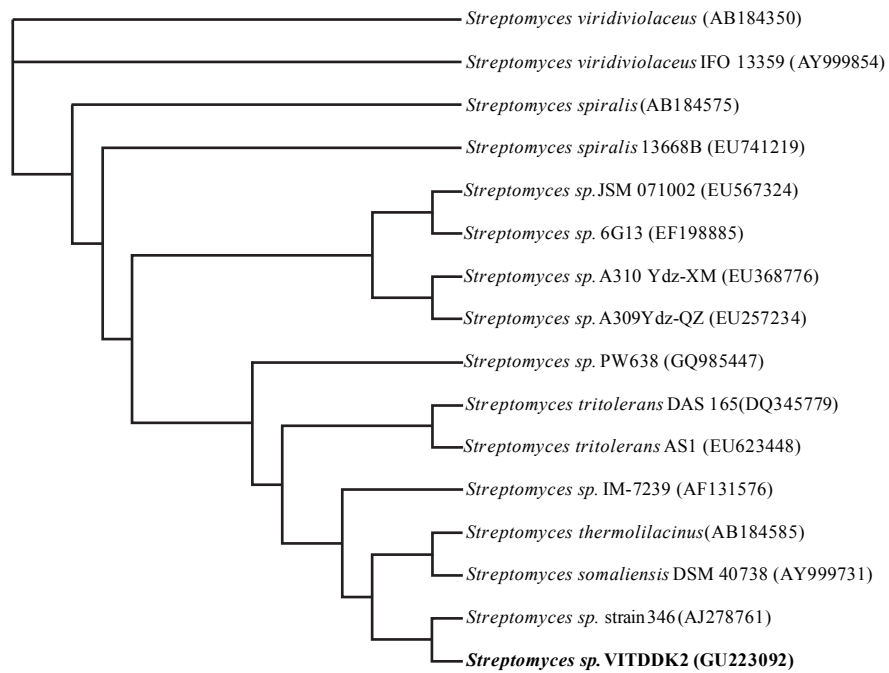 Streptomyces viridiviolaceus (AB184350)
Streptomyces viridiviolaceus IFO 13359 (AY999854)
Streptomyces spiralis (AB184575)
Streptomyces spiralis 13668B (EU741219)
Streptomyces sp. JSM 071002 (EU567324)
Streptomyces sp. 6G13 (EF198885)
Streptomyces sp. A310 Ydz-XM (EU368776)
Streptomyces sp. A309Ydz-QZ (EU257234)
Streptomyces sp. PW638 (GQ985447)
Streptomyces tritolerans DAS 165(DQ345779)
Streptomyces tritolerans AS1 (EU623448)
Streptomyces sp. IM-7239 (AF131576)
Streptomyces thermolilacinus(AB184585)
Streptomyces somaliensis DSM 40738 (AY999731)
Streptomyces sp. strain346(AJ278761)
Streptomyces sp. VITDDK2 (GU223092)